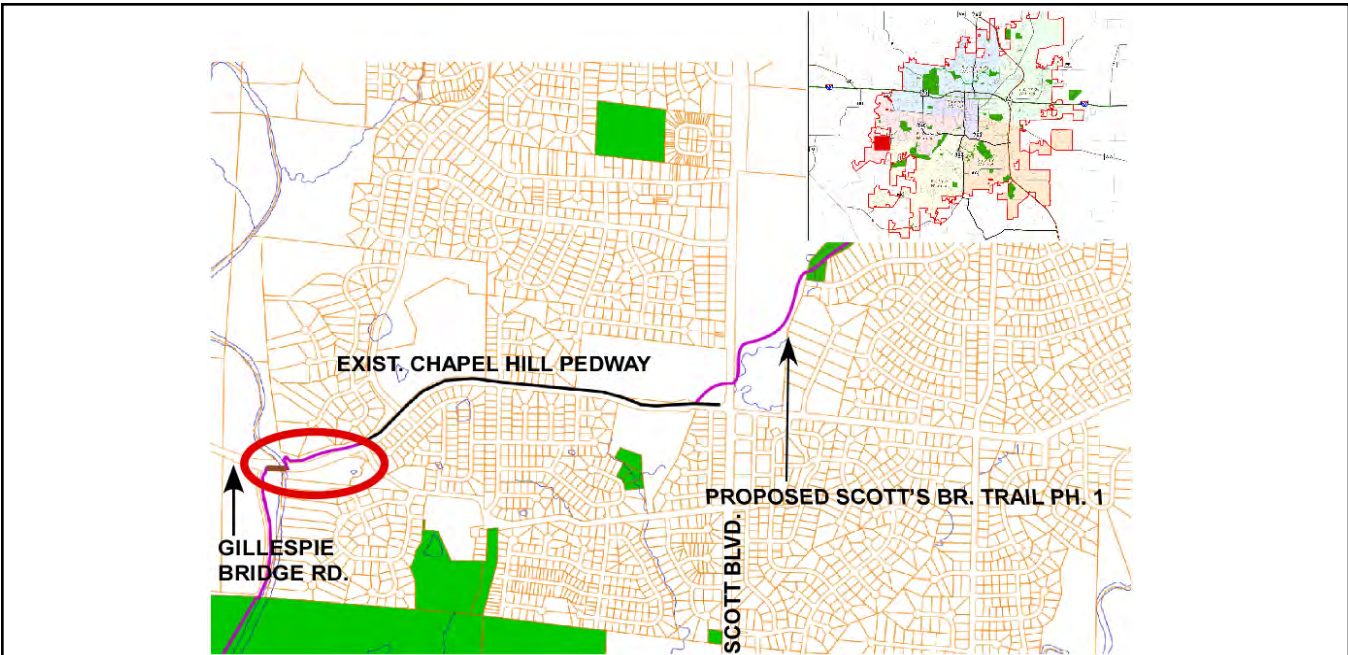 EXIST. CHAPEL HILL PEDWAY
PROPOSED SCOTT'S BR. TRAIL PH. 1
GILLESPIE
BRIDGE RD.
SCOTT BLVD.